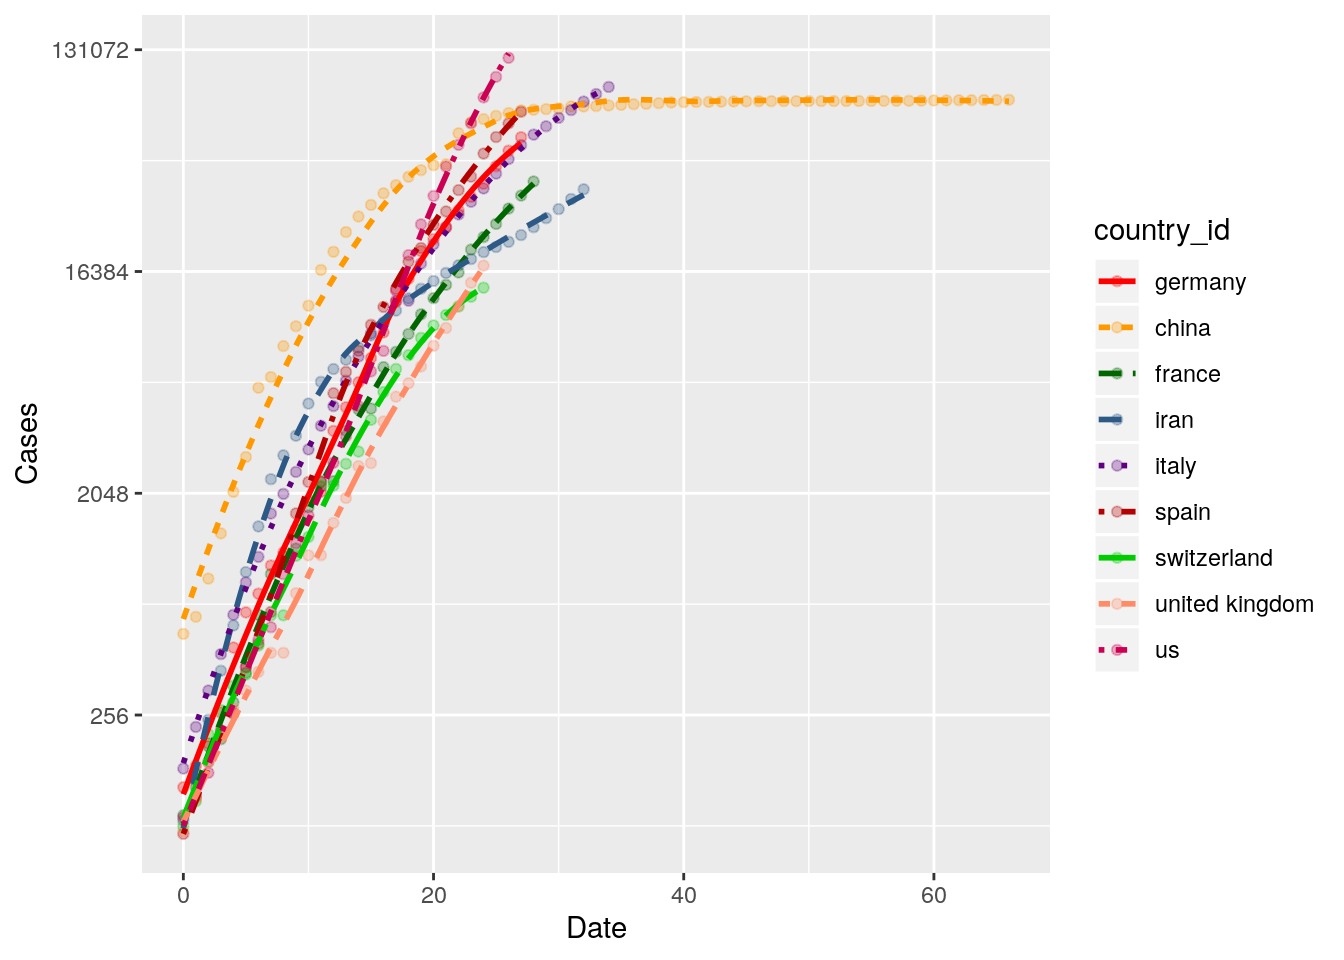 131072
16384
2048
256
Cases
0 20 40 60
Date
country_id
germany
china
france
iran
italy
spain
switzerland
united kingdom
us